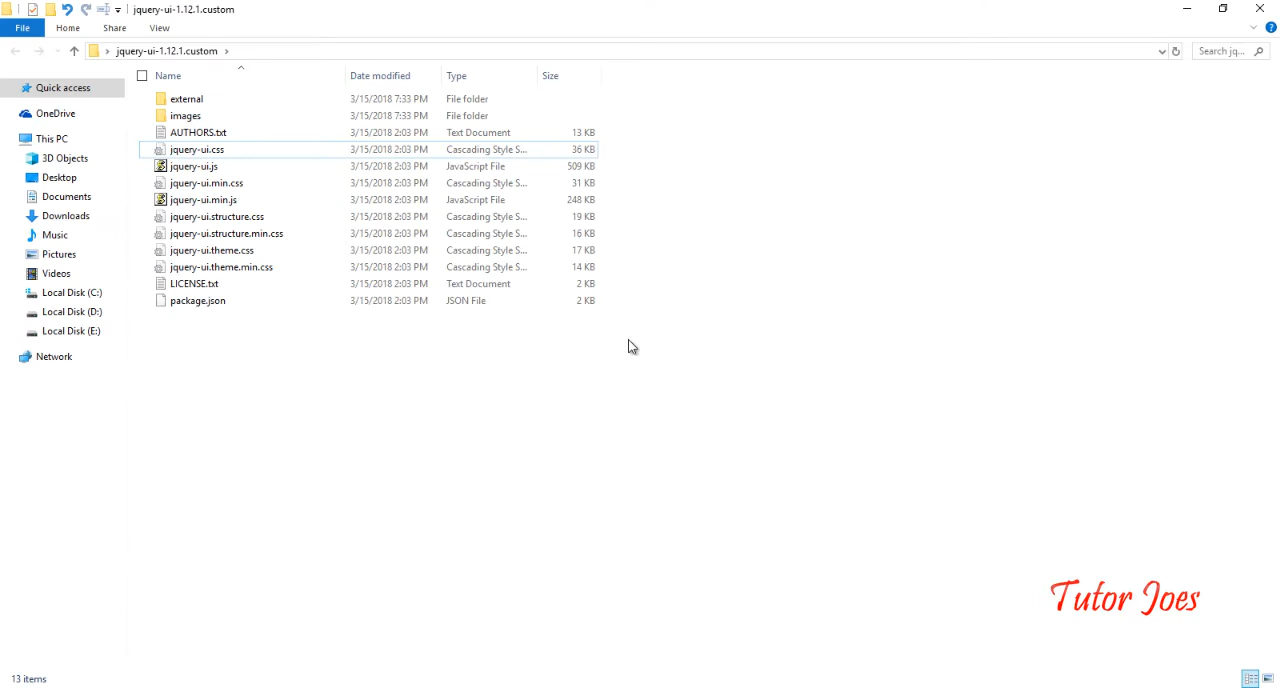 jquery-ui-1.12.1.custom
File Home Share View
jquery-ui-1.12.1.custom
Search jq...
Name Date modified Type Size
Quick access
OneDrive
This PC
3D Objects
Desktop
Documents
Downloads
Music
Pictures
Videos
Local Disk (C:)
Local Disk (D:)
Local Disk (E:)
Network
external 3/15/2018 7:33 PM File folder
images 3/15/2018 7:33 PM File folder
AUTHORS.txt 3/15/2018 2:03 PM Text Document 13 KB
jquery-ui.css 3/15/2018 2:03 PM Cascading Style S... 36 KB
jquery-ui.js 3/15/2018 2:03 PM JavaScript File 509 KB
jquery-ui.min.css 3/15/2018 2:03 PM Cascading Style S... 31 KB
jquery-ui.min.js 3/15/2018 2:03 PM JavaScript File 248 KB
jquery-ui.structure.css 3/15/2018 2:03 PM Cascading Style S... 19 KB
jquery-ui.structure.min.css 3/15/2018 2:03 PM Cascading Style S... 16 KB
jquery-ui.theme.css 3/15/2018 2:03 PM Cascading Style S... 17 KB
jquery-ui.theme.min.css 3/15/2018 2:03 PM Cascading Style S... 14 KB
LICENSE.txt 3/15/2018 2:03 PM Text Document 2 KB
package.json 3/15/2018 2:03 PM JSON File 2 KB
Tutor Joes
13 items